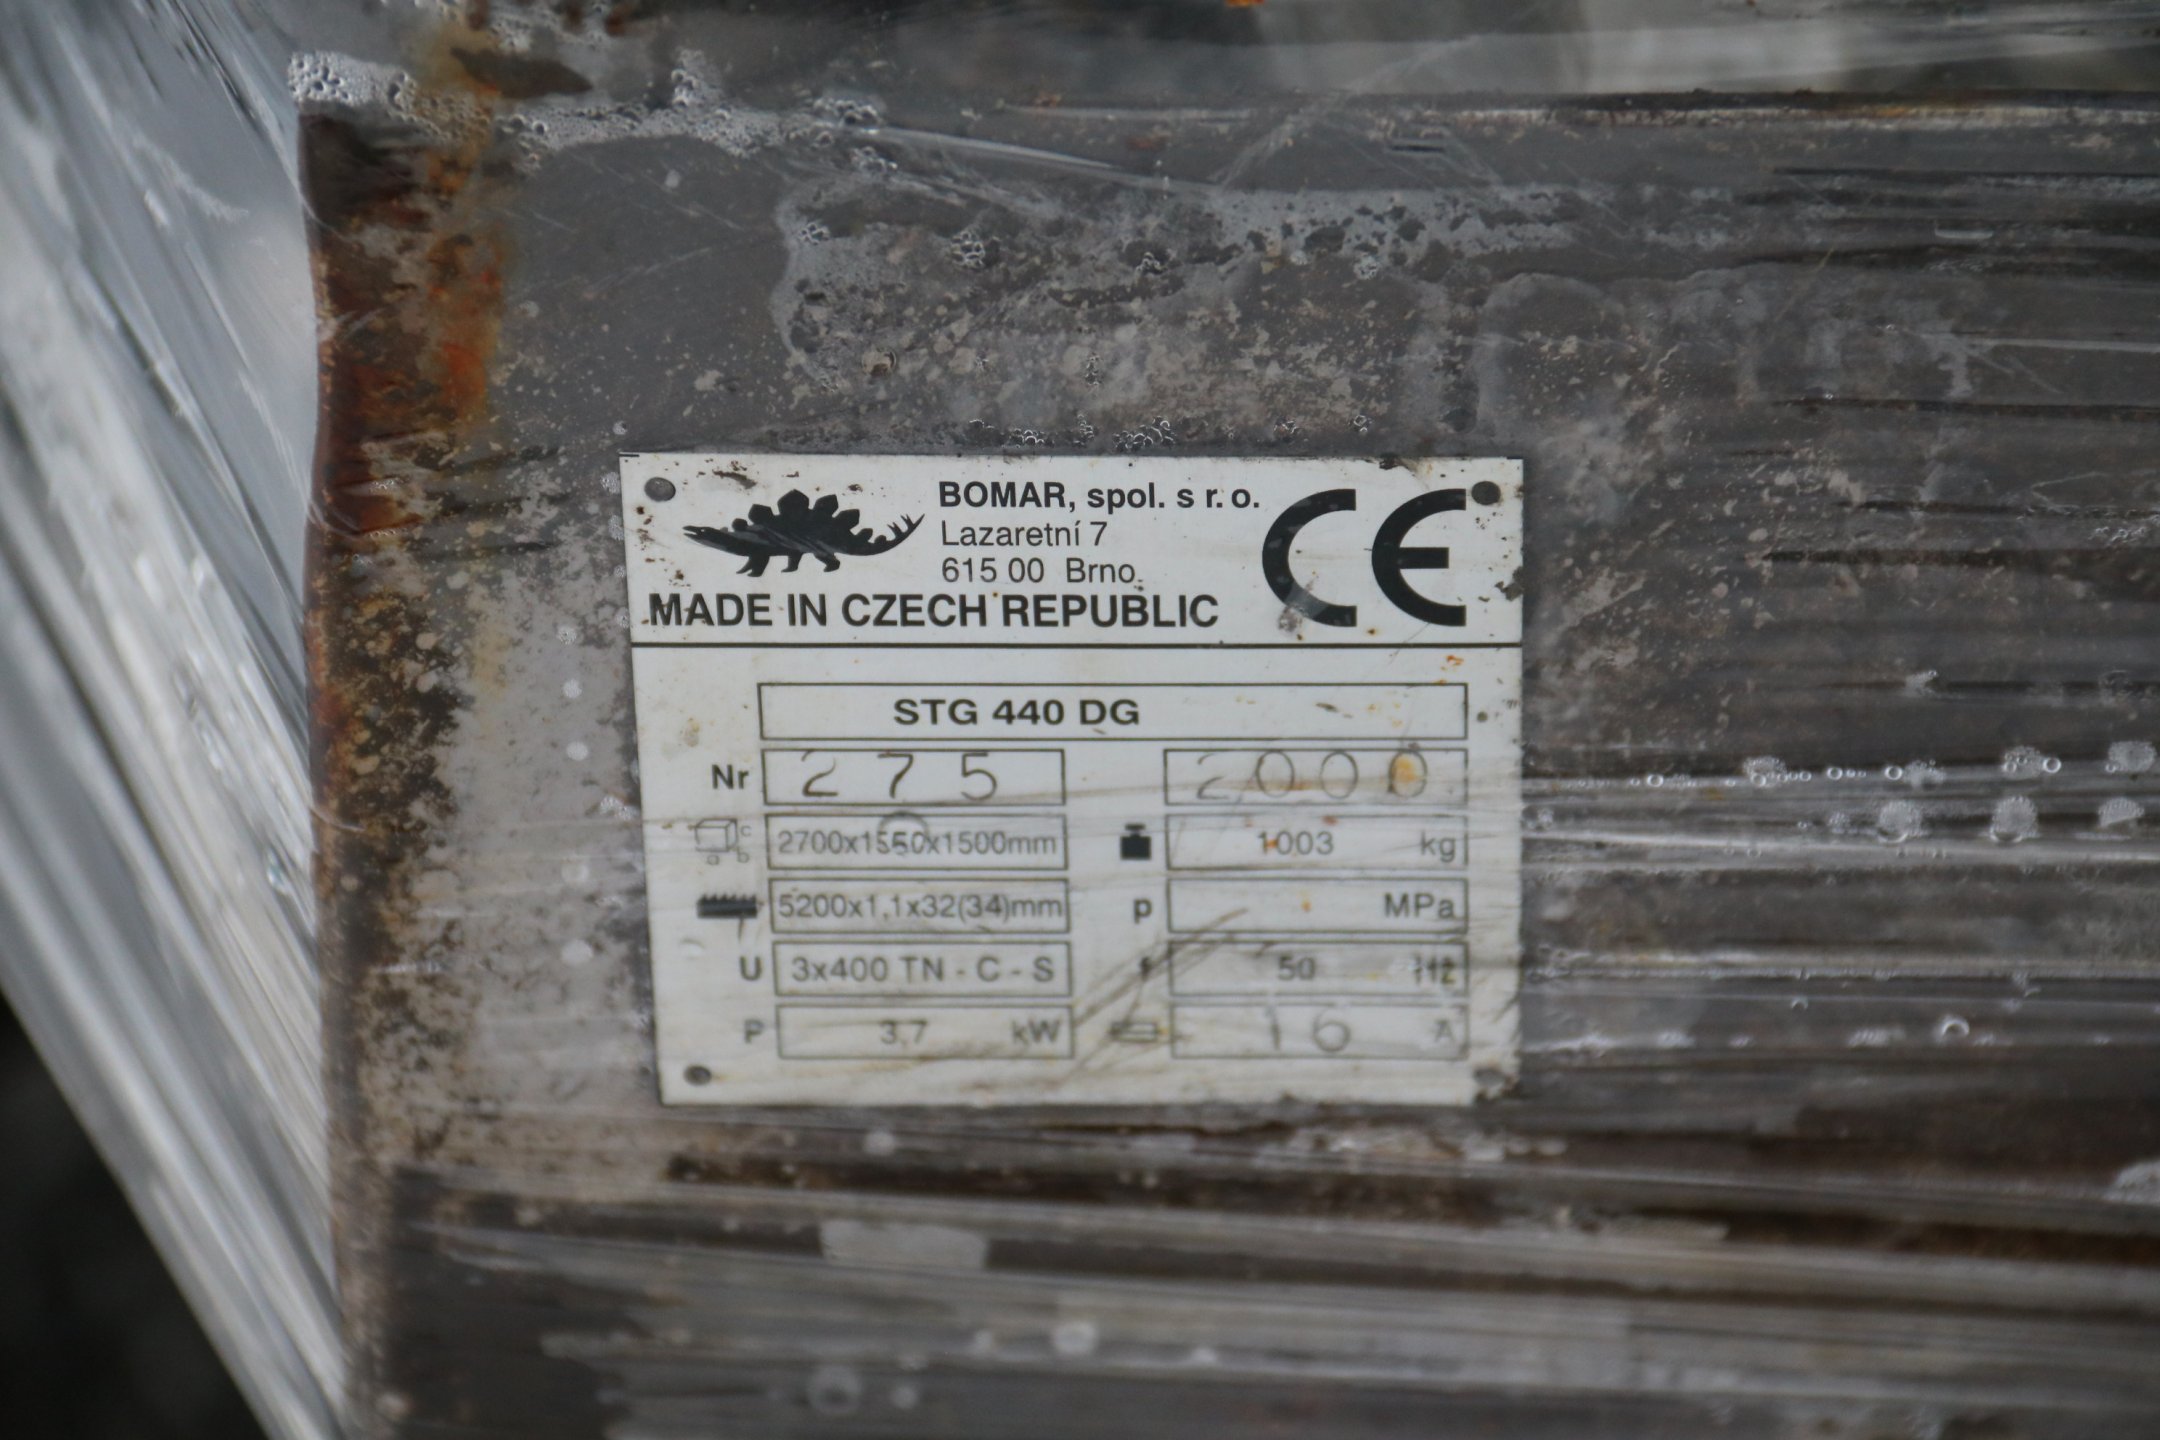 BOMAR, spol. s r. o.
Lazaretní 7
615 00 Brno
MADE IN CZECH REPUBLIC
CE
STG 440 DG
Nr 275 2000
2700x1550x1500mm 1003 kg
5200x1,1x32(34)mm p MPa
U 3x400 TN - C - S f 50 Hz
P 3,7 kW 16 A